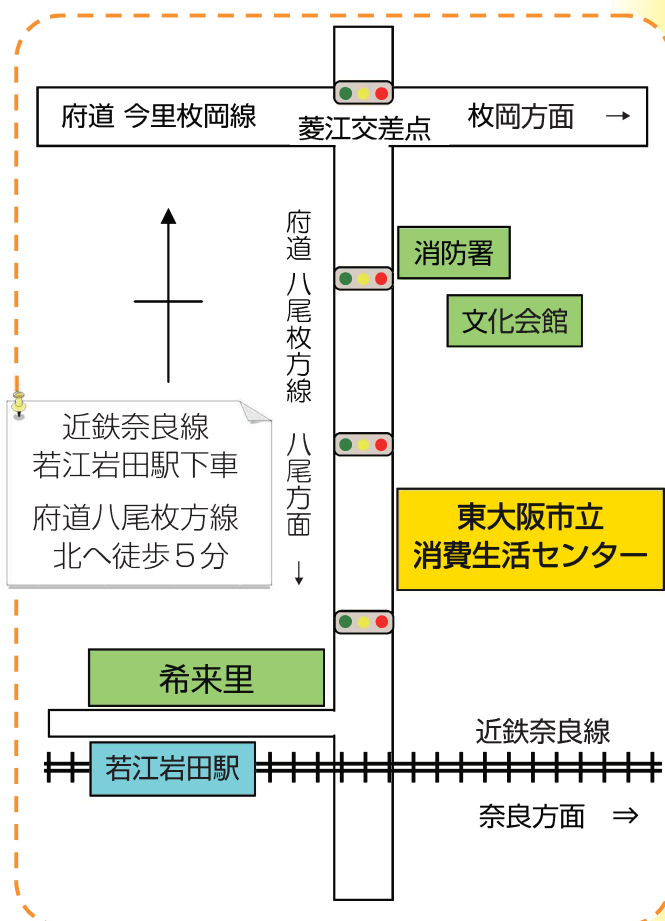 府道 今里枚岡線
菱江交差点
枚岡方面 →
府道 八尾枚方線 八尾方面 ↓
消防署
文化会館
近鉄奈良線
若江岩田駅下車
府道八尾枚方線
北へ徒歩5分
東大阪市立
消費生活センター
希来里
近鉄奈良線
若江岩田駅
奈良方面 ⇒